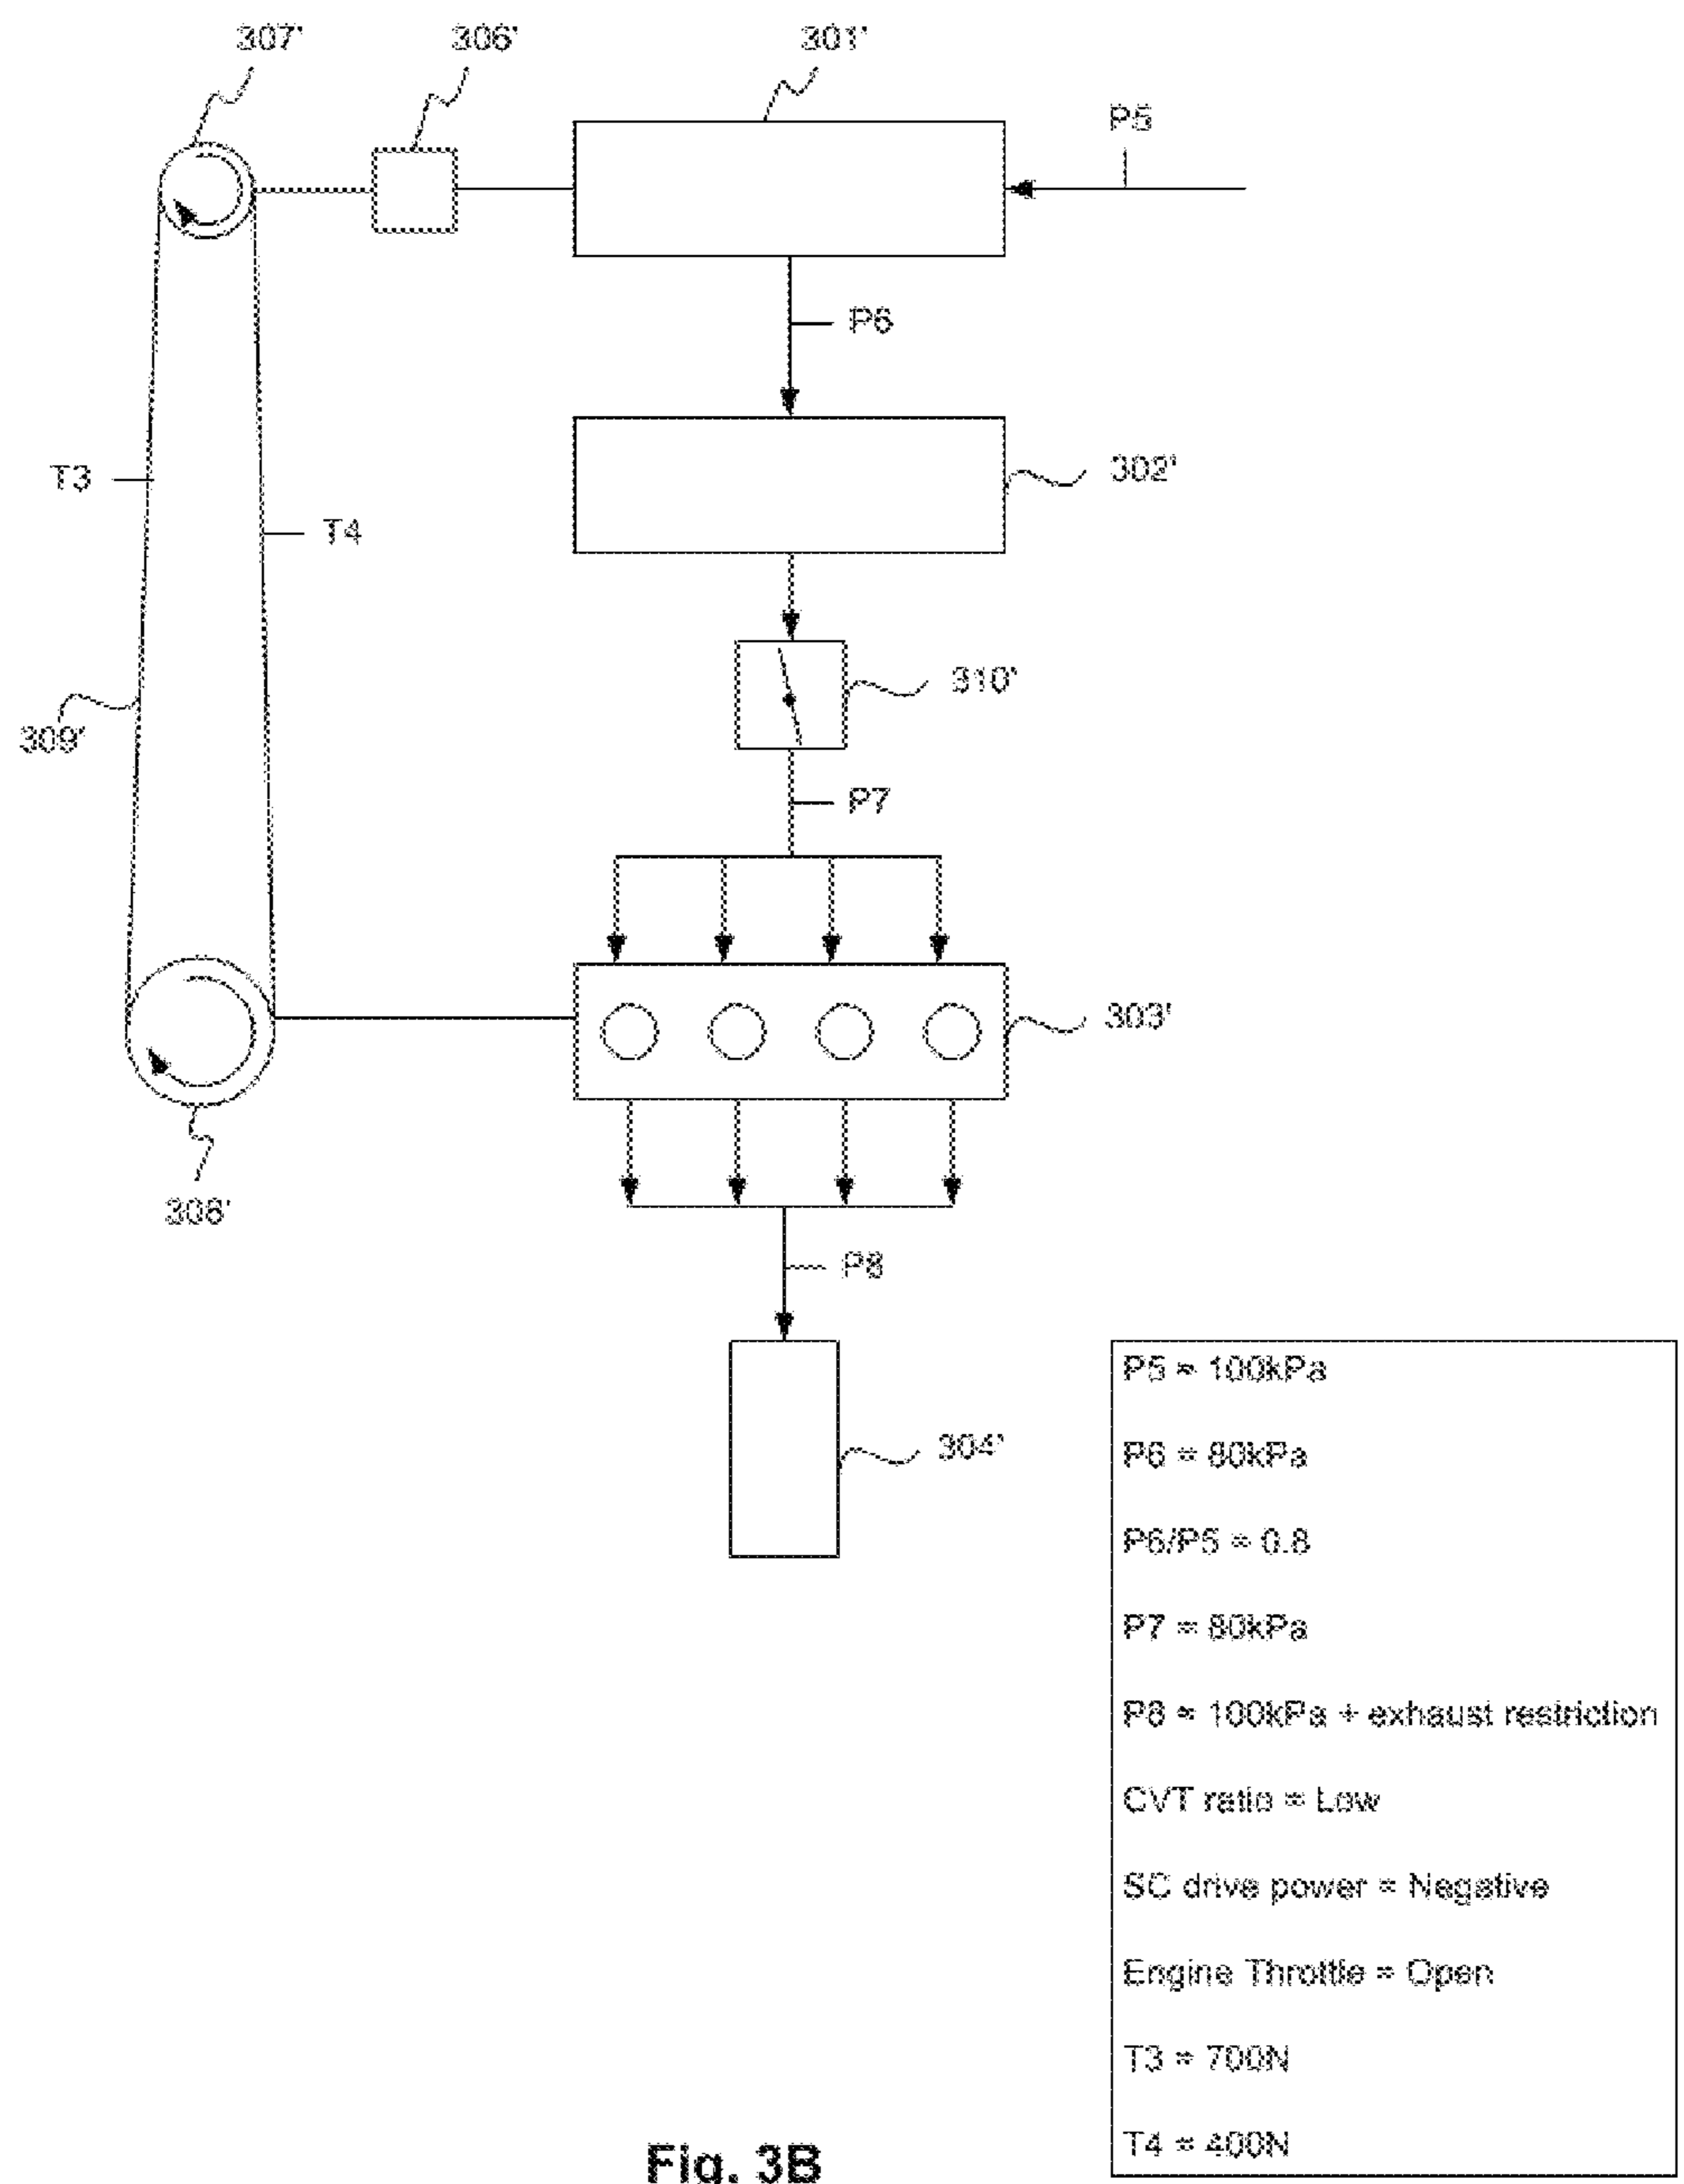 307'
306'
301'
P5
P6
T3
302'
T4
310'
309'
P7
303'
308'
P8
304'
P5 = 100kPa
P6 = 80kPa
P6/P5 = 0.8
P7 = 80kPa
P8 = 100kPa + exhaust restriction
CVT ratio = Low
SC drive power = Negative
Engine Throttle = Open
T3 = 700N
T4 = 400N
Fig. 3B